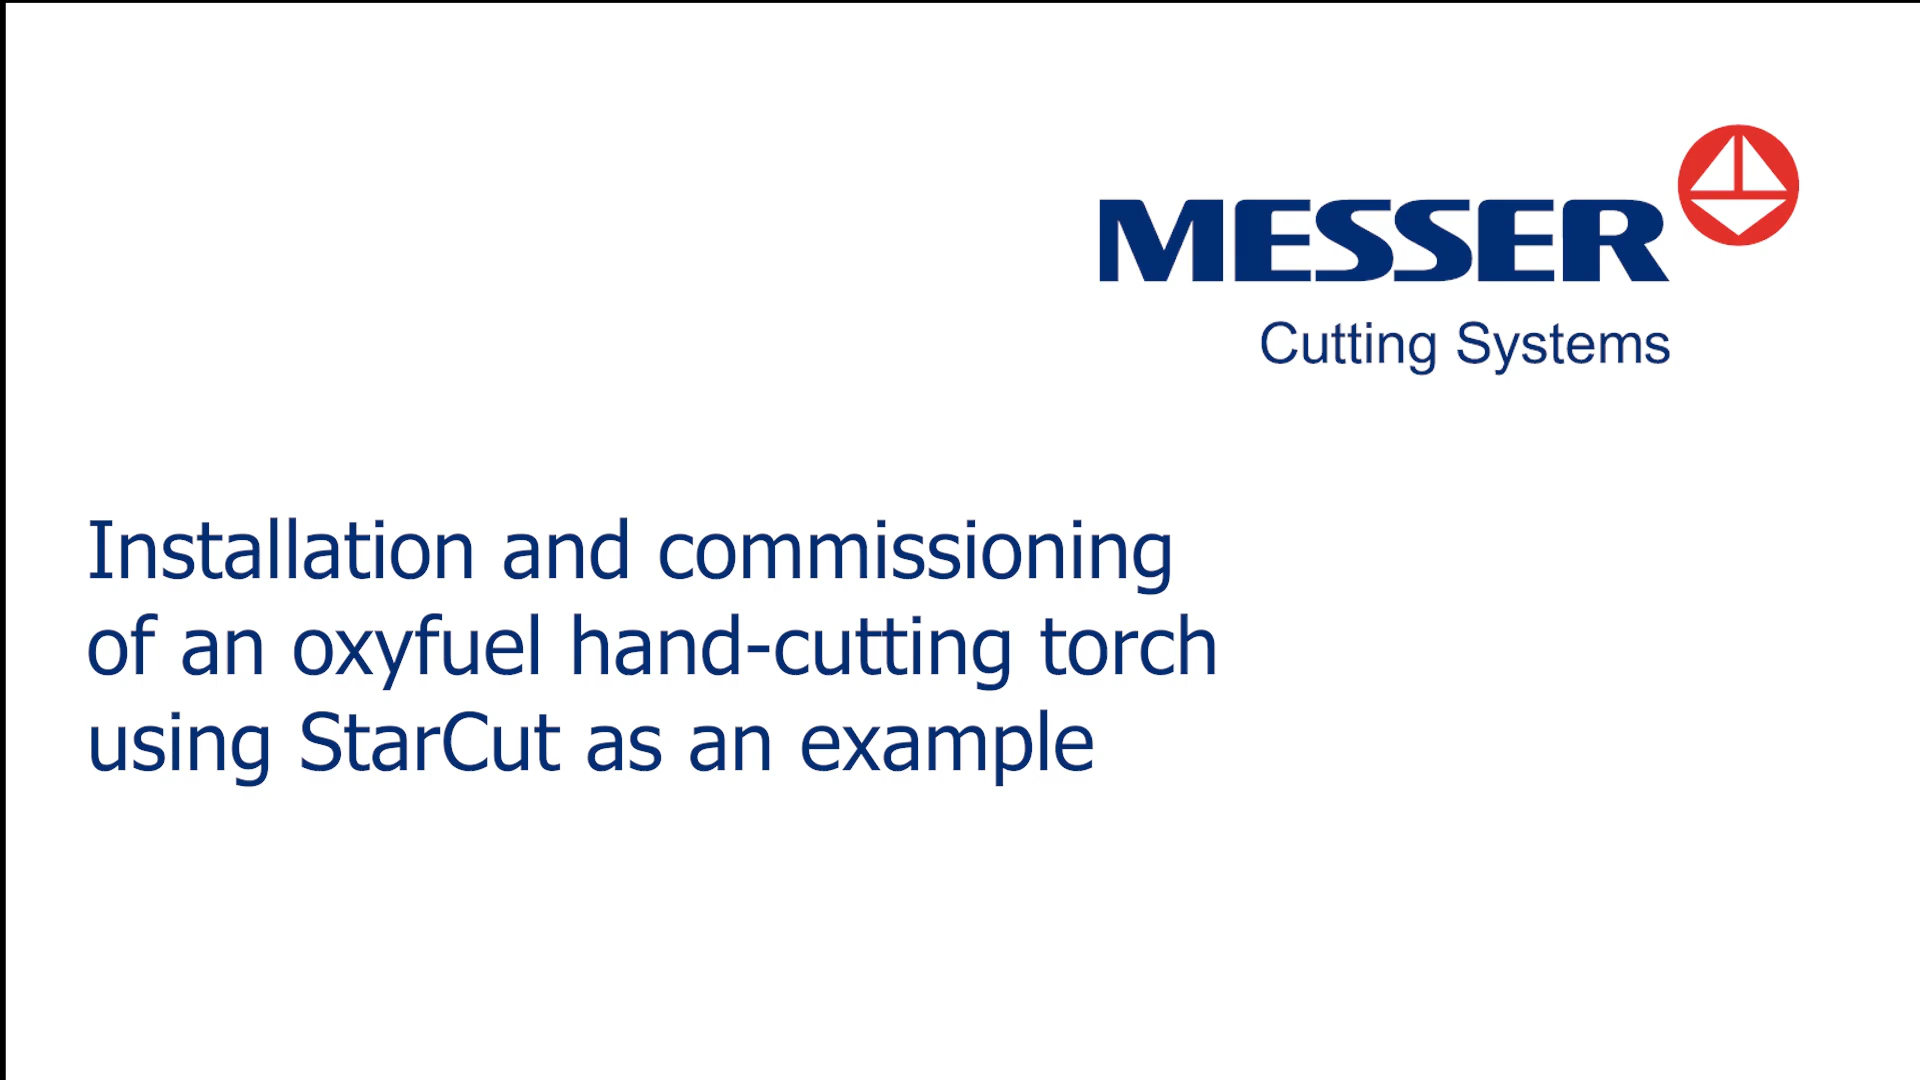 MESSER
Cutting Systems
Installation and commissioning
of an oxyfuel hand-cutting torch
using StarCut as an example